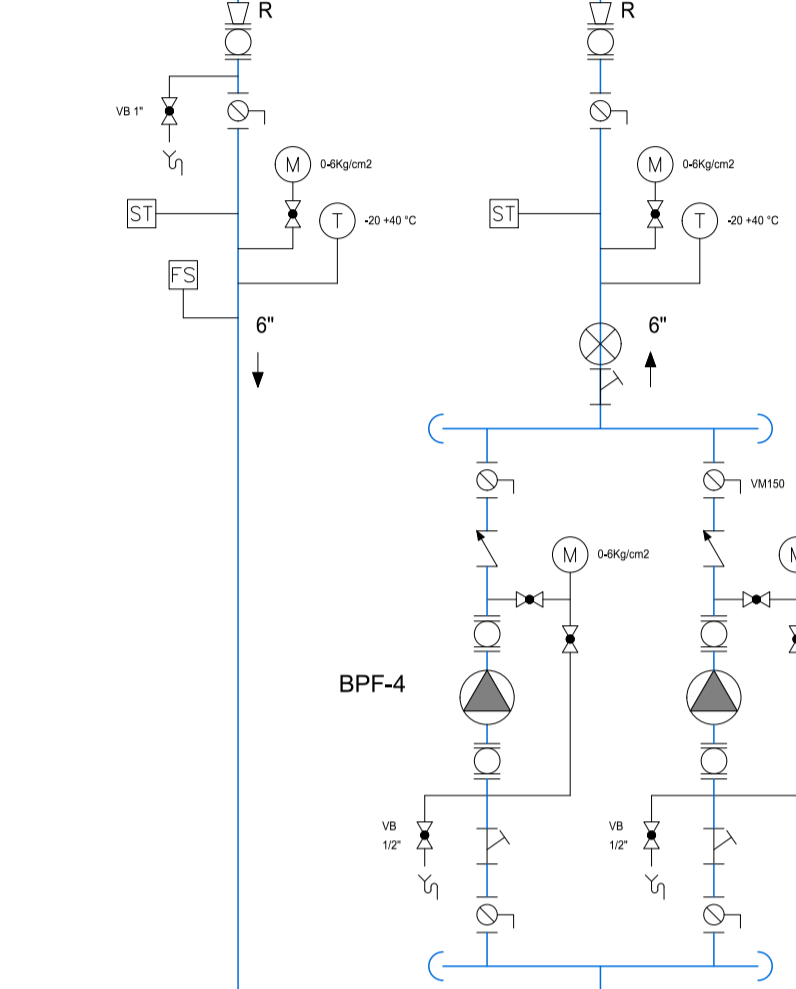 R
R
VB 1"
M
0-6Kg/cm2
M
0-6Kg/cm2
ST
T
-20 +40 °C
ST
T
-20 +40 °C
FS
6"
6"
VM150
M
0-6Kg/cm2
M
BPF-4
VB
1/2"
VB
1/2"